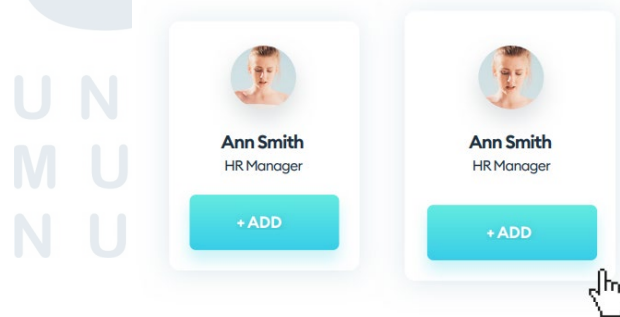 U N
M U
N U
Ann Smith
HR Manager
+ ADD
Ann Smith
HR Manager
+ ADD